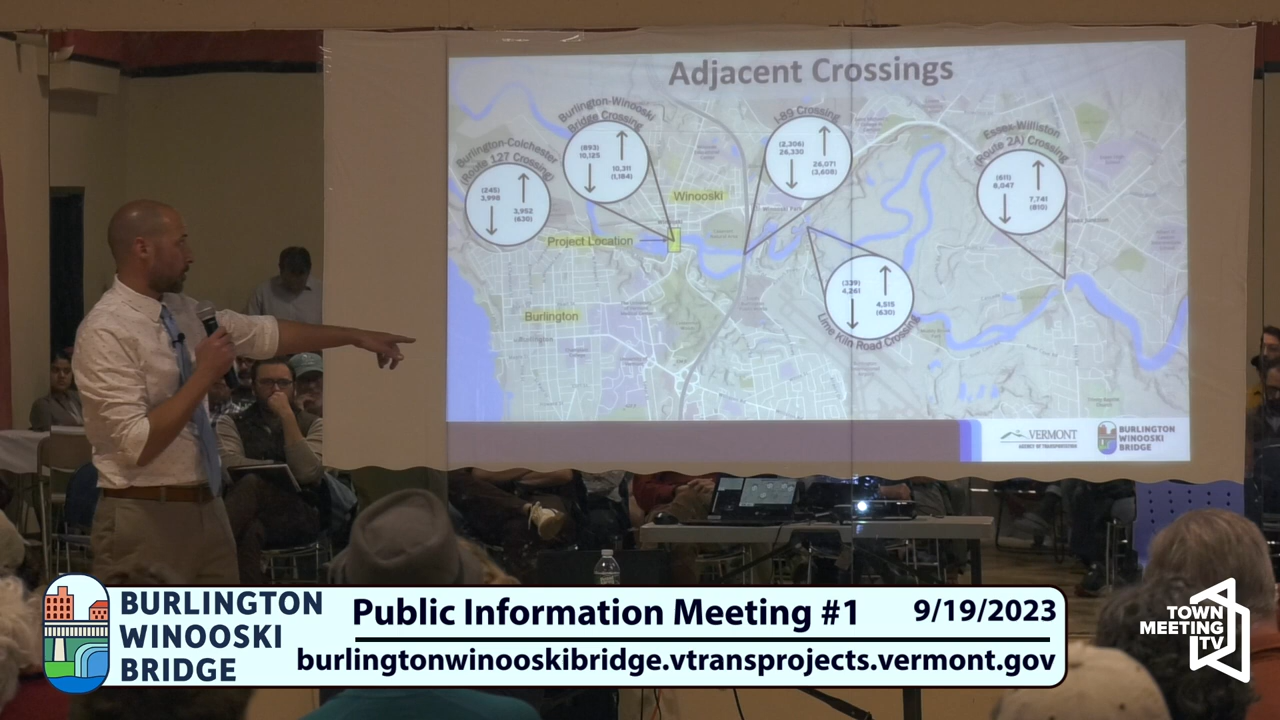 Adjacent Crossings
Burlington-Colchester
(Route 127 Crossing)
(245)
3,998
3,952
(630)
Burlington-Winooski
Bridge Crossing
(893)
10,125
10,311
(1,184)
I-89 Crossing
(2,306)
26,330
26,071
(3,608)
Essex-Williston
(Route 2A) Crossing
(611)
8,047
7,741
(810)
Winooski
Project Location
(339)
4,261
4,515
(630)
Lime Kiln Road Crossing
Burlington
Burlington
VERMONT
AGENCY OF TRANSPORTATION
BURLINGTON
WINOOSKI
BRIDGE
BURLINGTON
WINOOSKI
BRIDGE
Public Information Meeting #1
9/19/2023
burlingtonwinooskibridge.vtransprojects.vermont.gov
TOWN
MEETING
TV